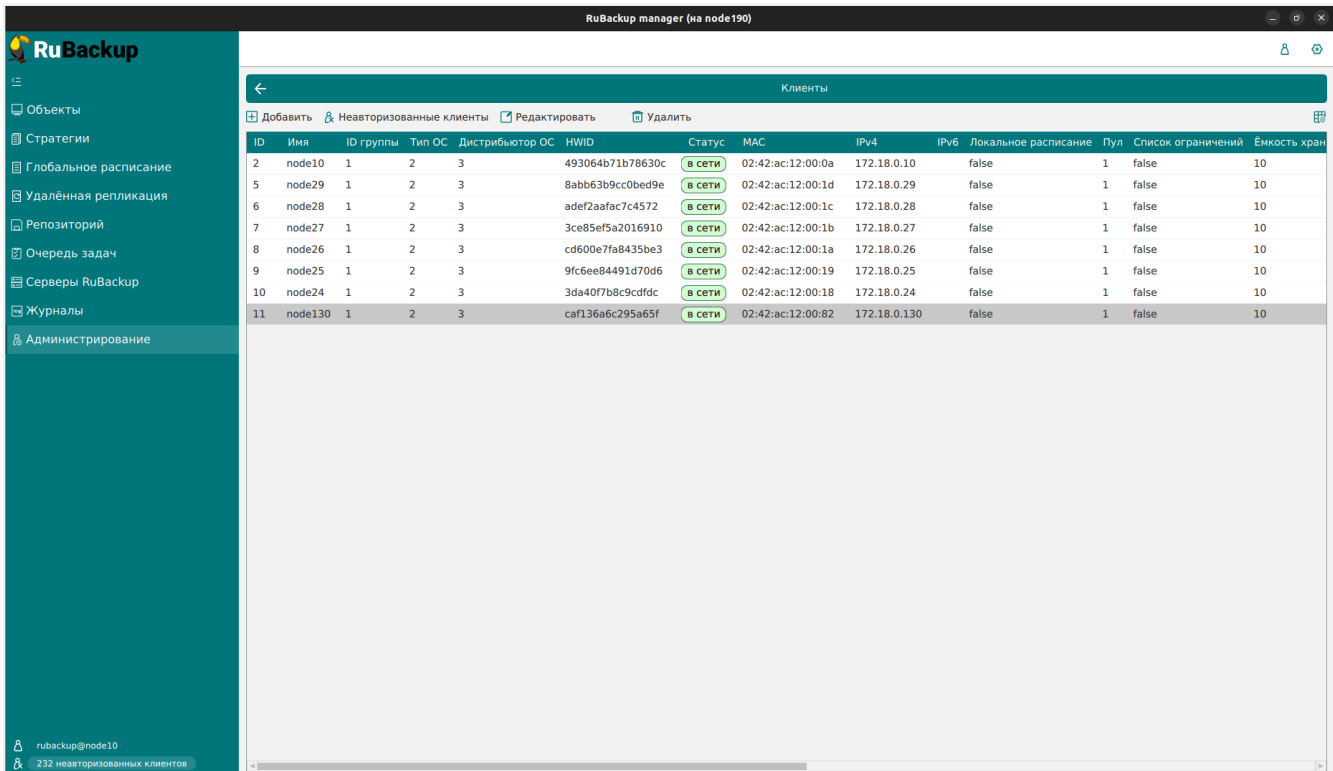 RuBackup manager (на node190)
RuBackup
Объекты
Стратегии
Глобальное расписание
Удалённая репликация
Репозиторий
Очередь задач
Серверы RuBackup
Журналы
Администрирование
rubackup@node10
232 неавторизованных клиентов
Клиенты
Добавить Неавторизованные клиенты Редактировать Удалить
ID Имя ID группы Тип ОС Дистрибьютор ОС HWID Статус MAC IPv4 IPv6 Локальное расписание Пул Список ограничений Ёмкость хран
2 node10 1 2 3 493064b71b78630c в сети 02:42:ac:12:00:0a 172.18.0.10 false 1 false 10
5 node29 1 2 3 8abb63b9cc0bed9e в сети 02:42:ac:12:00:1d 172.18.0.29 false 1 false 10
6 node28 1 2 3 adef2aafac7c4572 в сети 02:42:ac:12:00:1c 172.18.0.28 false 1 false 10
7 node27 1 2 3 3ce85ef5a2016910 в сети 02:42:ac:12:00:1b 172.18.0.27 false 1 false 10
8 node26 1 2 3 cd600e7fa8435be3 в сети 02:42:ac:12:00:1a 172.18.0.26 false 1 false 10
9 node25 1 2 3 9fc6ee84491d70d6 в сети 02:42:ac:12:00:19 172.18.0.25 false 1 false 10
10 node24 1 2 3 3da40f7b8c9cdfdc в сети 02:42:ac:12:00:18 172.18.0.24 false 1 false 10
11 node130 1 2 3 caf136a6c295a65f в сети 02:42:ac:12:00:82 172.18.0.130 false 1 false 10